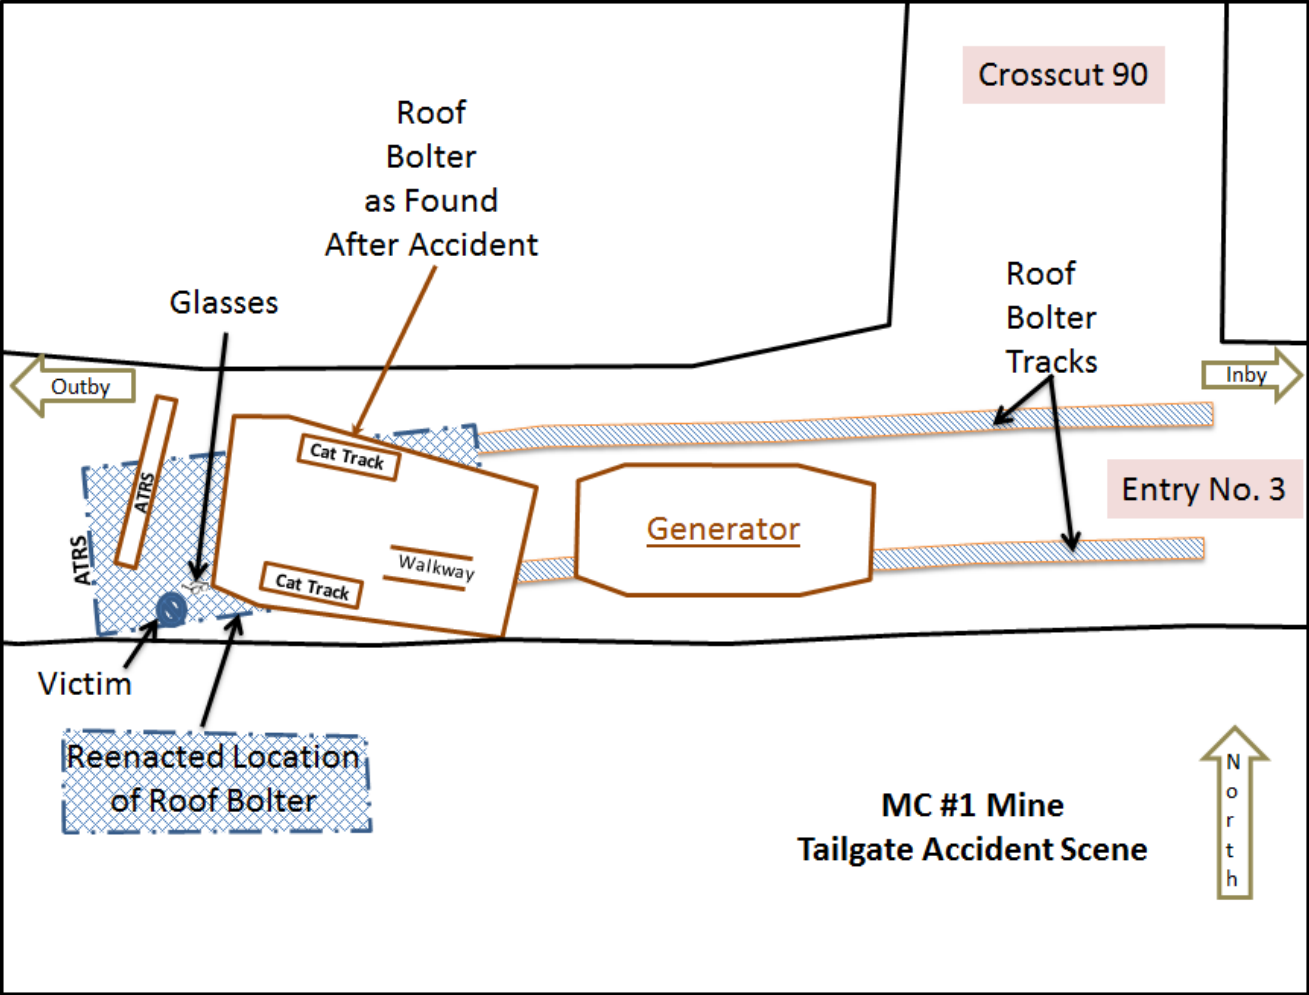 Crosscut 90
Roof
Bolter
as Found
After Accident
Glasses
Roof
Bolter
Tracks
Outby
Inby
Cat Track
ATRS
Entry No. 3
Generator
ATRS
Walkway
Cat Track
Victim
Reenacted Location
of Roof Bolter
North
MC #1 Mine
Tailgate Accident Scene